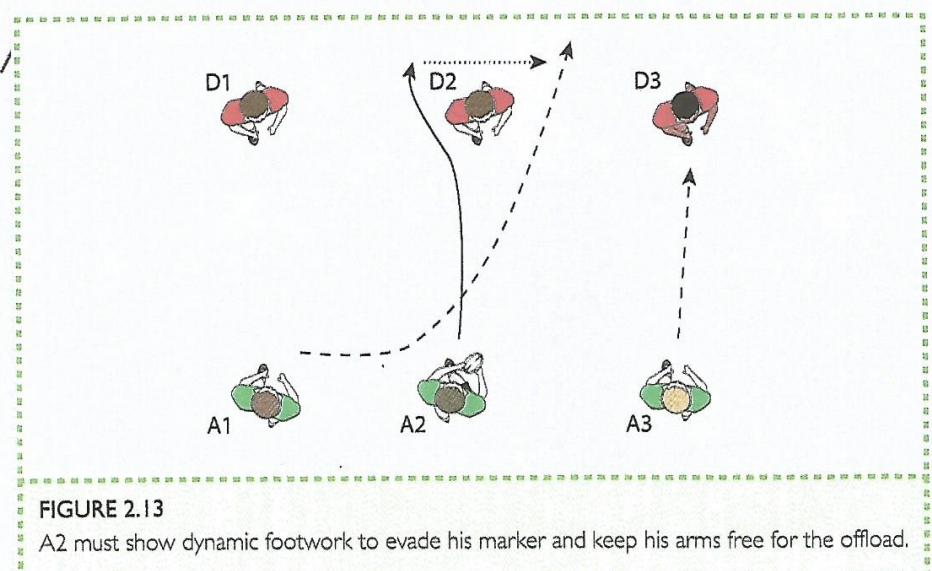 D1 D2 D3
A1 A2 A3
FIGURE 2.13
A2 must show dynamic footwork to evade his marker and keep his arms free for the offload.